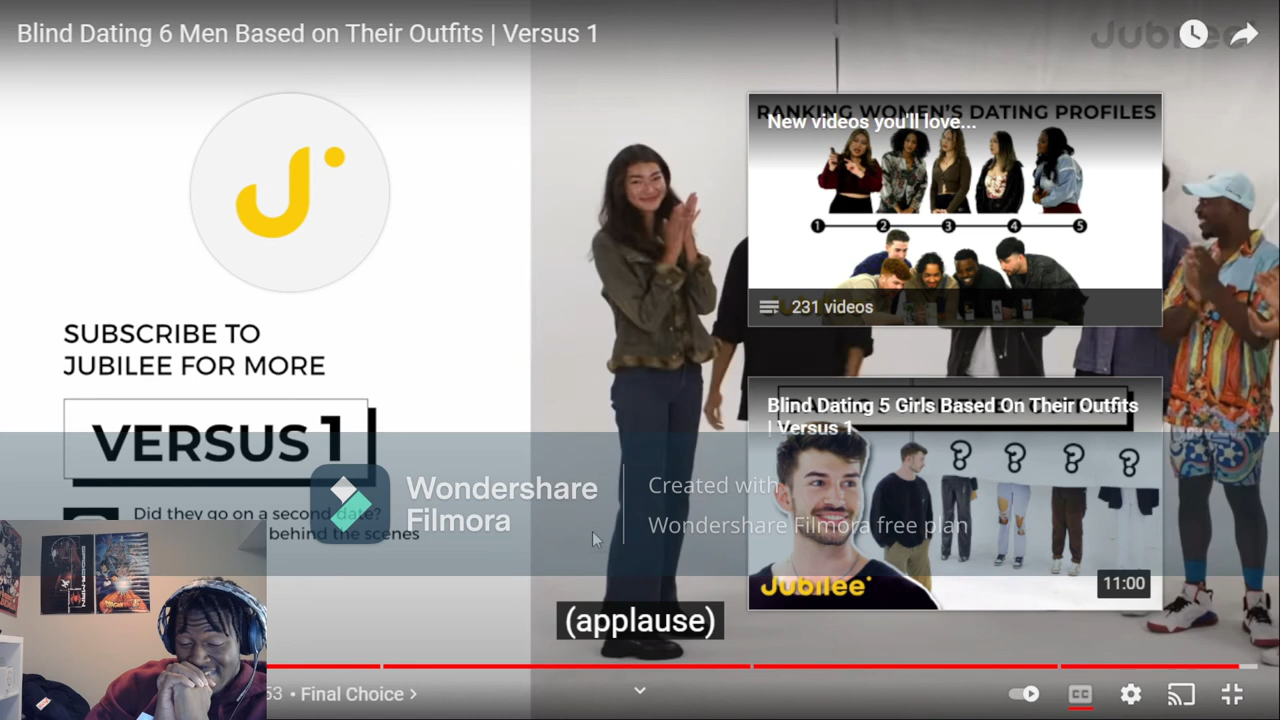 Blind Dating 6 Men Based on Their Outfits | Versus 1
Jubilee
RANKING WOMEN'S DATING PROFILES
New videos you'll love...
1 2 3 4 5
231 videos
SUBSCRIBE TO
JUBILEE FOR MORE
VERSUS 1
Did they go on a second date?
behind the scenes
Blind Dating 5 Girls Based On Their Outfits
| Versus 1
? ? ? ?
Jubilee
11:00
Wondershare
Filmora
Created with
Wondershare Filmora free plan
(applause)
53 • Final Choice >
CC